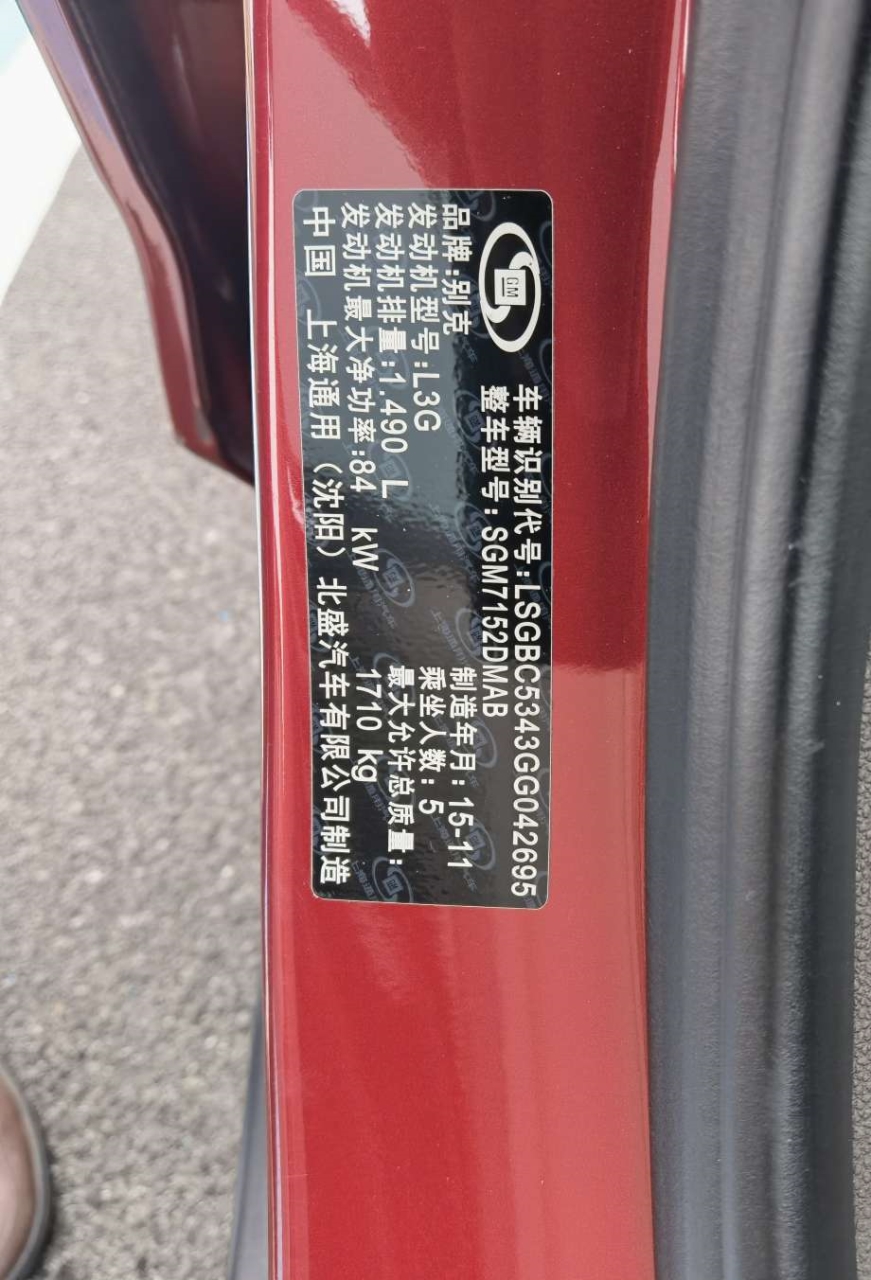 GM
车辆识别代号:LSGBC5343GG042695
整车型号:SGM7152DMAB
品牌:别克
制造年月:15-11
发动机型号:L3G
乘坐人数:5
发动机排量:1.490 L
最大允许总质量:
发动机最大净功率:84 kW
1710 kg
中国 上海通用(沈阳)北盛汽车有限公司制造